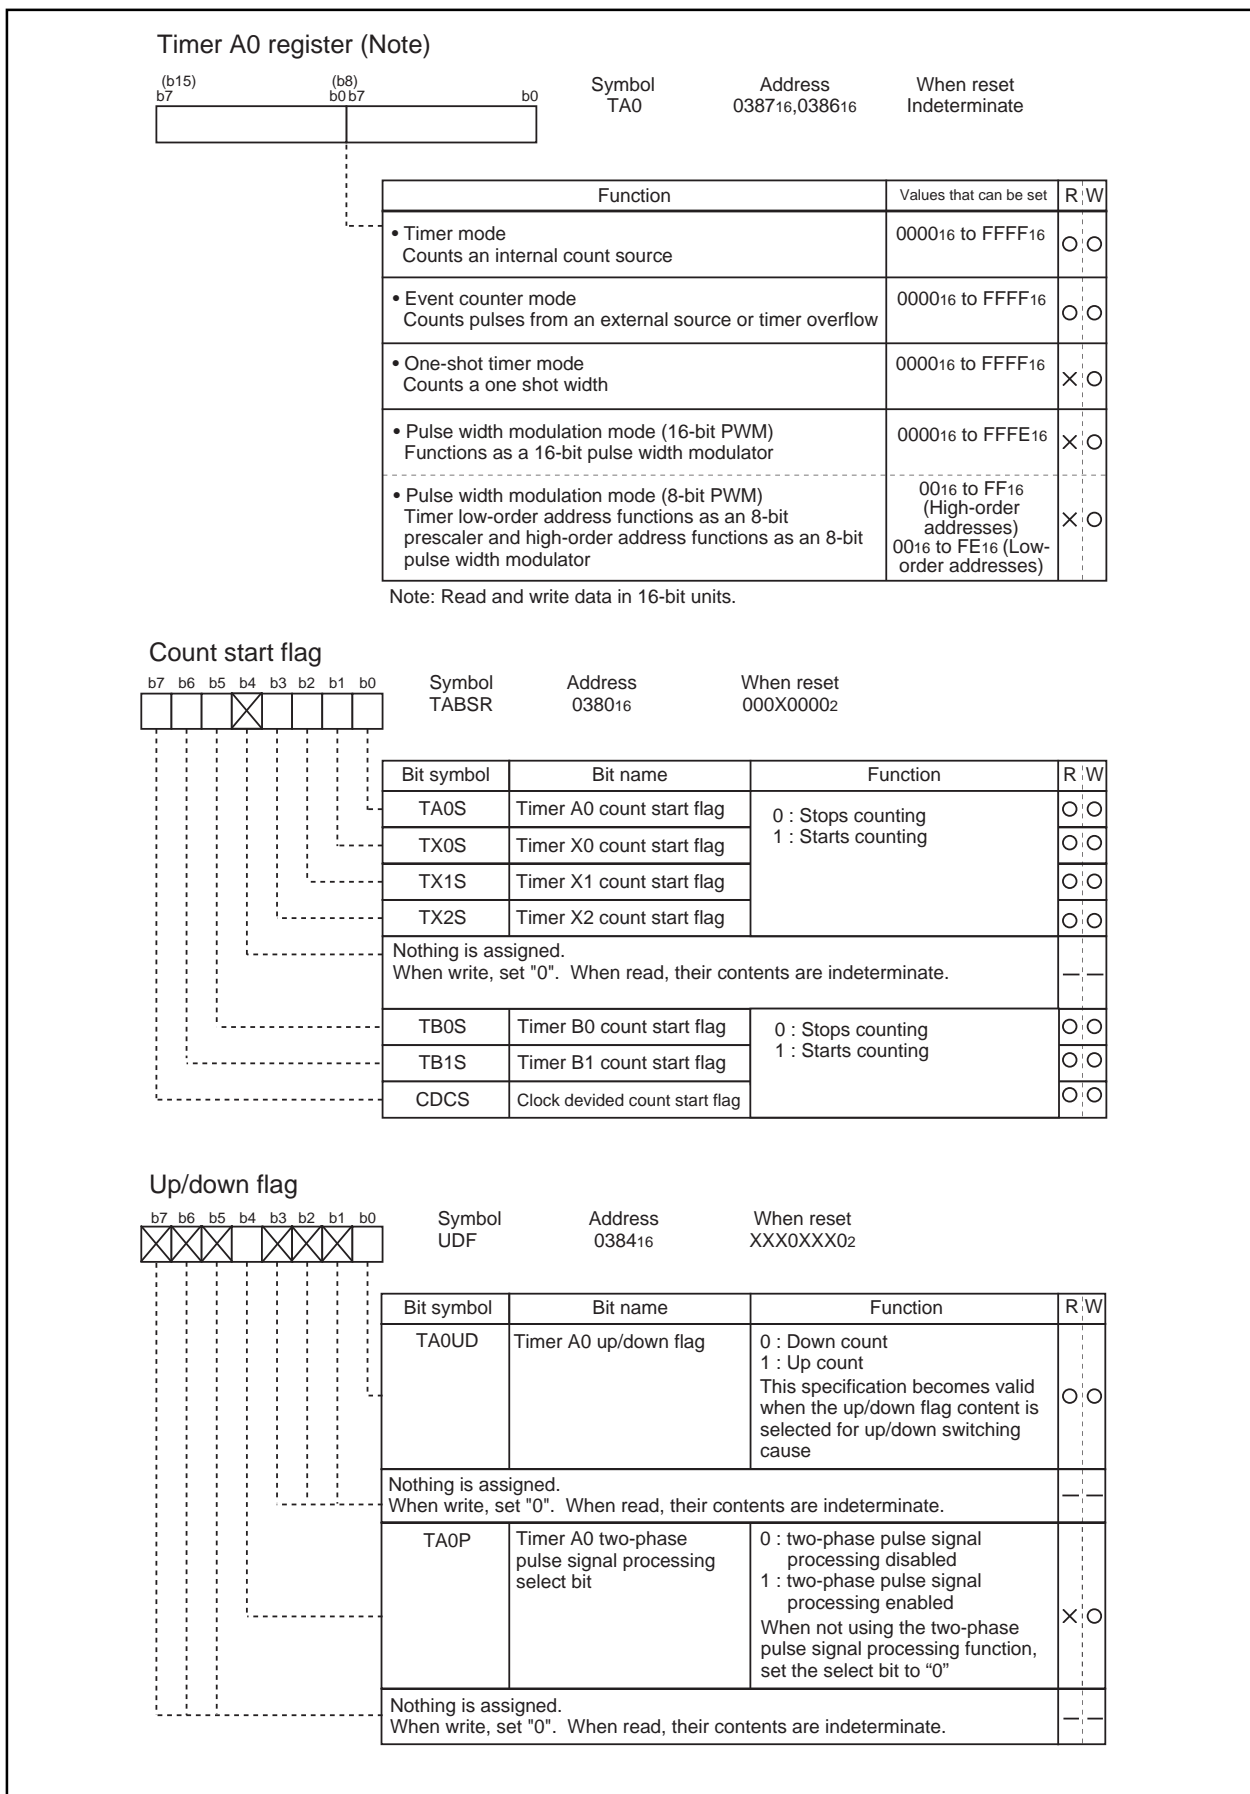 Timer A0 register (Note)
(b15) (b8)
b7 b0 b7 b0
Symbol Address When reset
TA0 038716,038616 Indeterminate
Function Values that can be set R W
• Timer mode 000016 to FFFF16
Counts an internal count source
• Event counter mode 000016 to FFFF16
Counts pulses from an external source or timer overflow
• One-shot timer mode 000016 to FFFF16
Counts a one shot width
• Pulse width modulation mode (16-bit PWM) 000016 to FFFE16
Functions as a 16-bit pulse width modulator
• Pulse width modulation mode (8-bit PWM)
Timer low-order address functions as an 8-bit
prescaler and high-order address functions as an 8-bit
pulse width modulator
0016 to FF16
(High-order
addresses)
0016 to FE16 (Low-
order addresses)
Note: Read and write data in 16-bit units.
Count start flag
b7 b6 b5 b4 b3 b2 b1 b0
Symbol Address When reset
TABSR 038016 000X00002
Bit symbol Bit name Function R W
TA0S Timer A0 count start flag
0 : Stops counting
1 : Starts counting
TX0S Timer X0 count start flag
TX1S Timer X1 count start flag
TX2S Timer X2 count start flag
Nothing is assigned.
When write, set "0". When read, their contents are indeterminate.
TB0S Timer B0 count start flag
0 : Stops counting
1 : Starts counting
TB1S Timer B1 count start flag
CDCS Clock devided count start flag
Up/down flag
b7 b6 b5 b4 b3 b2 b1 b0
Symbol Address When reset
UDF 038416 XXX0XXX02
Bit symbol Bit name Function R W
TA0UD Timer A0 up/down flag 0 : Down count
1 : Up count
This specification becomes valid
when the up/down flag content is
selected for up/down switching
cause
Nothing is assigned.
When write, set "0". When read, their contents are indeterminate.
TA0P
Timer A0 two-phase
pulse signal processing
select bit
0 : two-phase pulse signal
processing disabled
1 : two-phase pulse signal
processing enabled
When not using the two-phase
pulse signal processing function,
set the select bit to “0”
Nothing is assigned.
When write, set "0". When read, their contents are indeterminate.